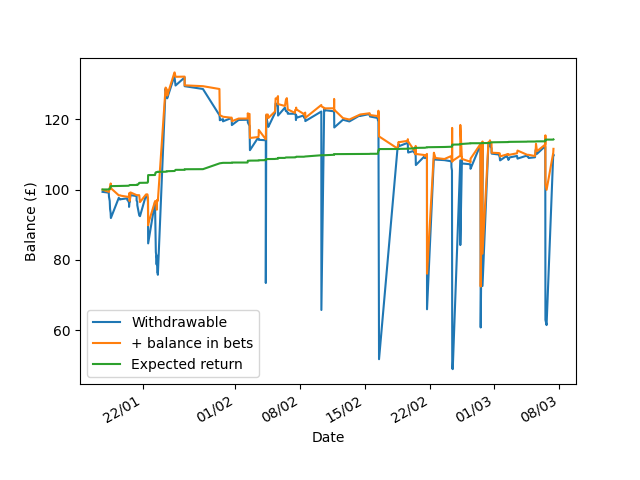 120
100
80
60
Balance (£)
Withdrawable
+ balance in bets
Expected return
22/01
01/02
08/02
15/02
22/02
01/03
08/03
Date